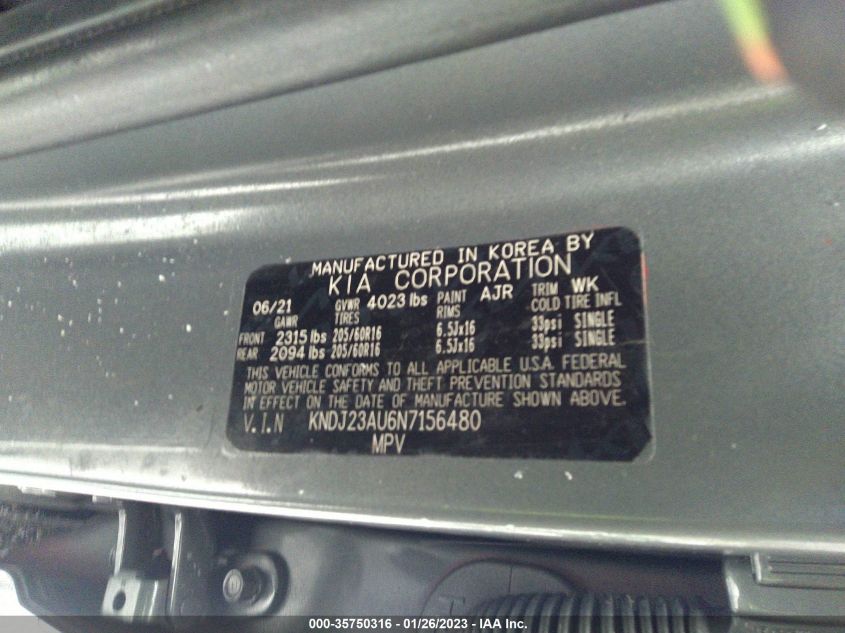 MANUFACTURED IN KOREA BY
KIA CORPORATION
06/21 GVWR 4023 lbs PAINT AJR TRIM WK
GAWR TIRES RIMS COLD TIRE INFL
FRONT 2315 lbs 205/60R16 6.5Jx16 33psi SINGLE
REAR 2094 lbs 205/60R16 6.5Jx16 33psi SINGLE
THIS VEHICLE CONFORMS TO ALL APPLICABLE U.S.A. FEDERAL
MOTOR VEHICLE SAFETY AND THEFT PREVENTION STANDARDS
IN EFFECT ON THE DATE OF MANUFACTURE SHOWN ABOVE.
V.I.N KNDJ23AU6N7156480
MPV
000-35750316 - 01/26/2023 - IAA Inc.